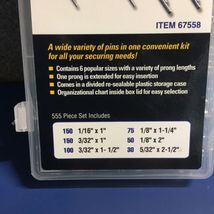 ITEM 67558
A wide variety of pins in one convenient kit
for all your securing needs!
• Contains 6 popular sizes with a variety of prong lengths
• One prong is extended for easy insertion
• Comes in a divided re-sealable plastic storage case
• Organizational chart inside box lid for easy selection
555 Piece Set Includes
150 1/16" x 1" 75 1/8" x 1-1/4"
150 3/32" x 1" 50 1/8" x 2"
100 3/32" x 1- 1/2" 30 5/32" x 2-1/2"